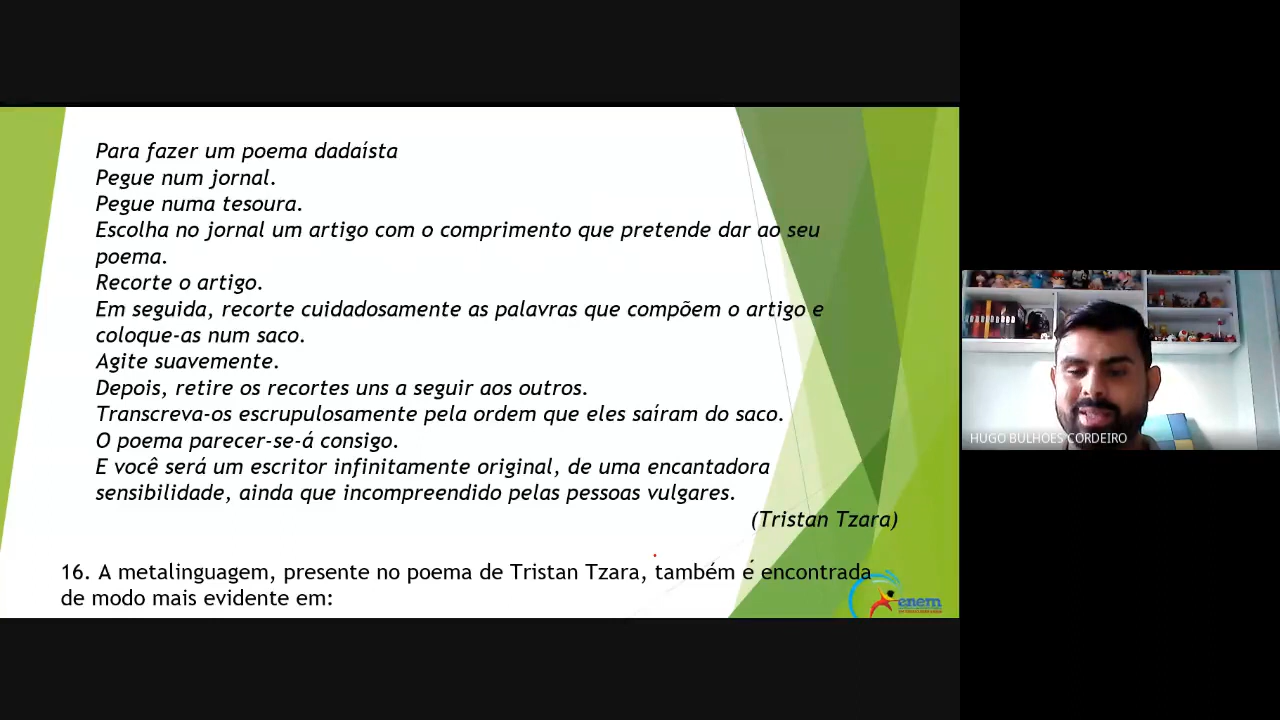 Para fazer um poema dadaísta
Pegue num jornal.
Pegue numa tesoura.
Escolha no jornal um artigo com o comprimento que pretende dar ao seu
poema.
Recorte o artigo.
Em seguida, recorte cuidadosamente as palavras que compõem o artigo e
coloque-as num saco.
Agite suavemente.
Depois, retire os recortes uns a seguir aos outros.
Transcreva-os escrupulosamente pela ordem que eles saíram do saco.
O poema parecer-se-á consigo.
E você será um escritor infinitamente original, de uma encantadora
sensibilidade, ainda que incompreendido pelas pessoas vulgares.
(Tristan Tzara)
16. A metalinguagem, presente no poema de Tristan Tzara, também é encontrada
de modo mais evidente em:
enem
HUGO BULHOES CORDEIRO